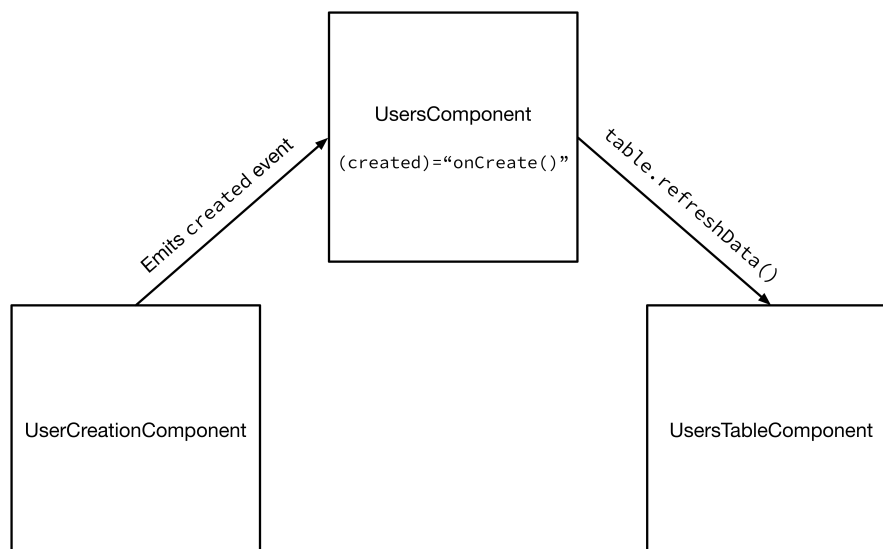 UsersComponent
(created)=“onCreate()”
Emits created event
table.refreshData()
UserCreationComponent
UsersTableComponent